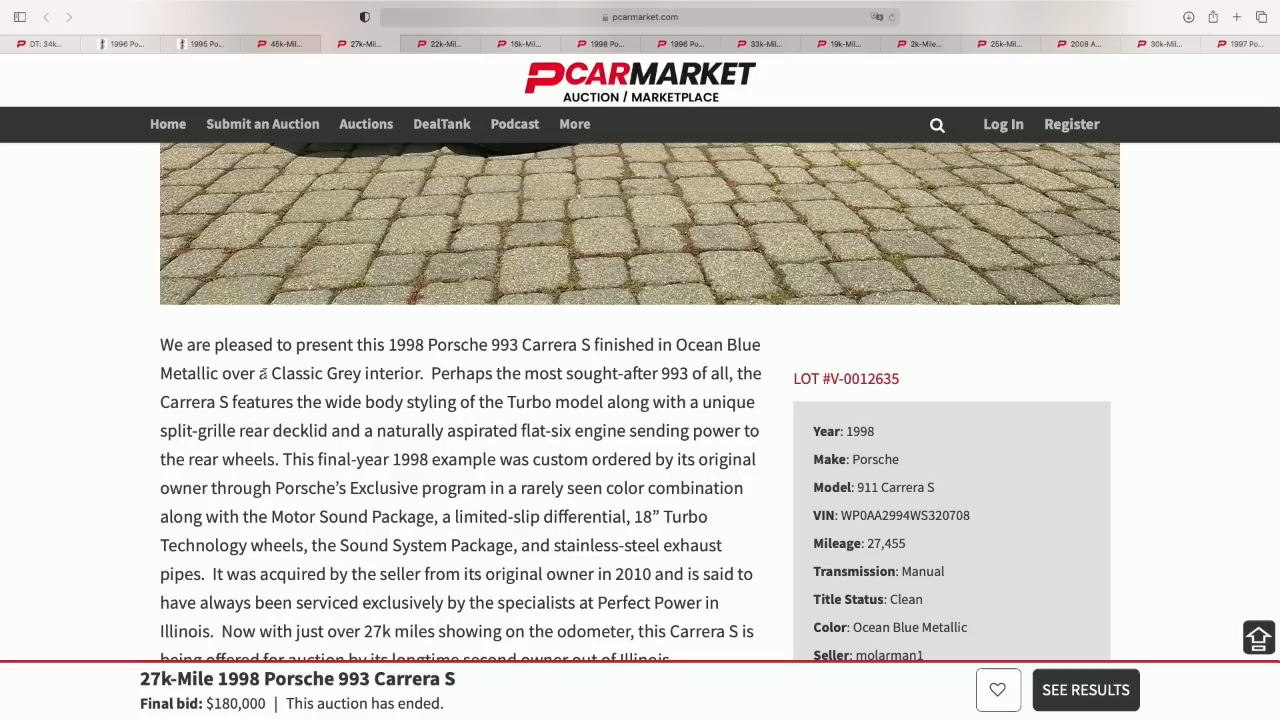 pcarmarket.com
DT: 34k...
1996 Po...
1995 Po...
45k-Mil...
27k-Mil...
22k-Mil...
16k-Mil...
1998 Po...
1996 Po...
33k-Mil...
19k-Mil...
2k-Mile...
25k-Mil...
2008 A...
30k-Mil...
1997 Po...
PCARMARKET
AUCTION / MARKETPLACE
Home Submit an Auction Auctions DealTank Podcast More Log In Register
We are pleased to present this 1998 Porsche 993 Carrera S finished in Ocean Blue
Metallic over a Classic Grey interior. Perhaps the most sought-after 993 of all, the
Carrera S features the wide body styling of the Turbo model along with a unique
split-grille rear decklid and a naturally aspirated flat-six engine sending power to
the rear wheels. This final-year 1998 example was custom ordered by its original
owner through Porsche’s Exclusive program in a rarely seen color combination
along with the Motor Sound Package, a limited-slip differential, 18” Turbo
Technology wheels, the Sound System Package, and stainless-steel exhaust
pipes. It was acquired by the seller from its original owner in 2010 and is said to
have always been serviced exclusively by the specialists at Perfect Power in
Illinois. Now with just over 27k miles showing on the odometer, this Carrera S is
being offered for auction by its longtime second owner out of Illinois.
LOT #V-0012635
Year: 1998
Make: Porsche
Model: 911 Carrera S
VIN: WP0AA2994WS320708
Mileage: 27,455
Transmission: Manual
Title Status: Clean
Color: Ocean Blue Metallic
Seller: molarman1
27k-Mile 1998 Porsche 993 Carrera S
Final bid: $180,000 | This auction has ended.
SEE RESULTS